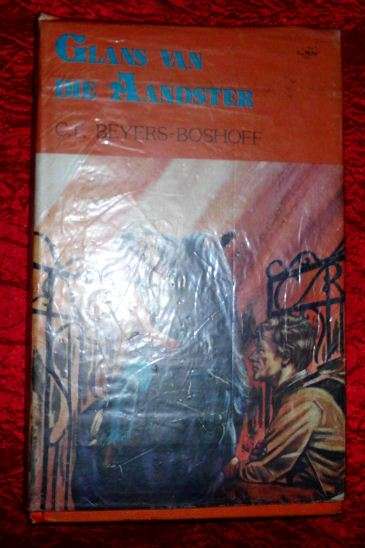 GLANS VAN
DIE AANDSTER
C.F. BEYERS-BOSHOFF